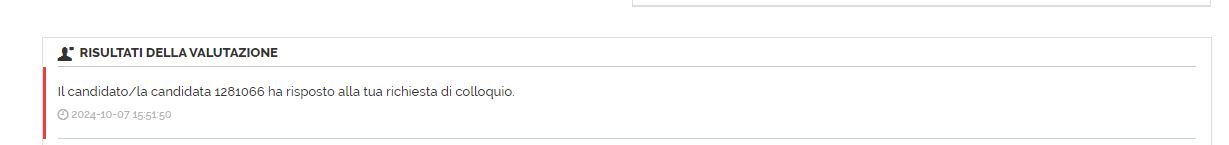 RISULTATI DELLA VALUTAZIONE
Il candidato/la candidata 1281066 ha risposto alla tua richiesta di colloquio.
2024-10-07 15:51:50